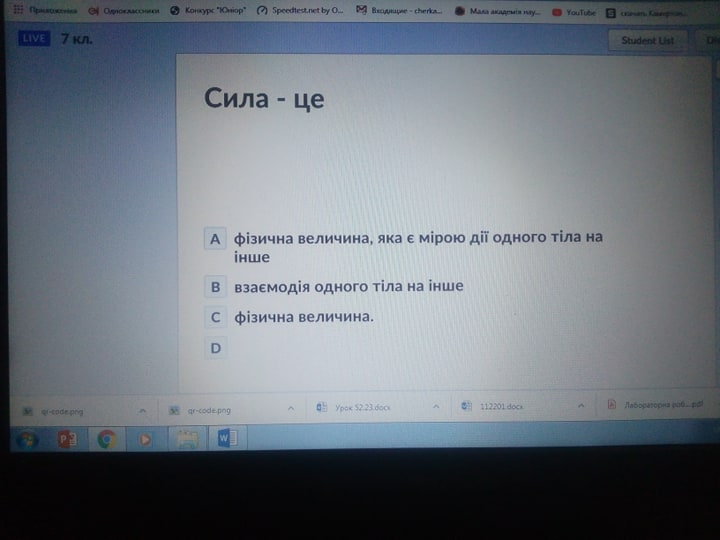 Приложения Одноклассники Конкурс "Юніор" Speedtest.net by O... Входящие - cherka... Мала академія нау... YouTube скачать
LIVE 7 кл. Student List
Сила - це
A фізична величина, яка є мірою дії одного тіла на
інше
B взаємодія одного тіла на інше
C фізична величина.
D
qr-code.png qr-code.png Урок 52.23.docx 112201.docx Лабораторна роб....pdf